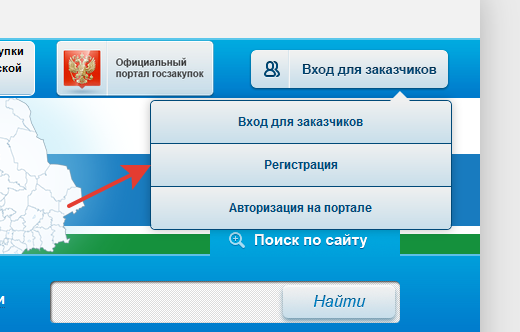 упки
ской
Официальный
портал госзакупок
Вход для заказчиков
Вход для заказчиков
Регистрация
Авторизация на портале
Поиск по сайту
и
Найти